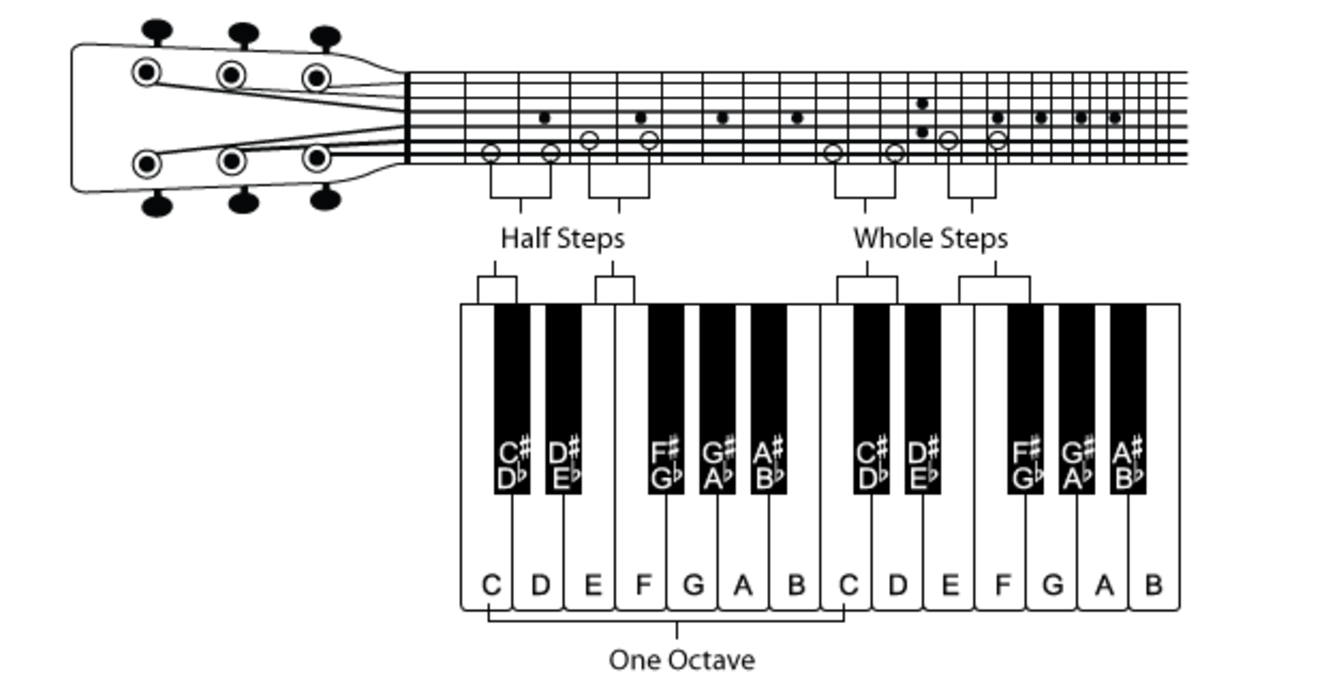 Half Steps Whole Steps
C♯ D♯ F♯ G♯ A♯ C♯ D♯ F♯ G♯ A♯
D♭ E♭ G♭ A♭ B♭ D♭ E♭ G♭ A♭ B♭
C D E F G A B C D E F G A B
One Octave